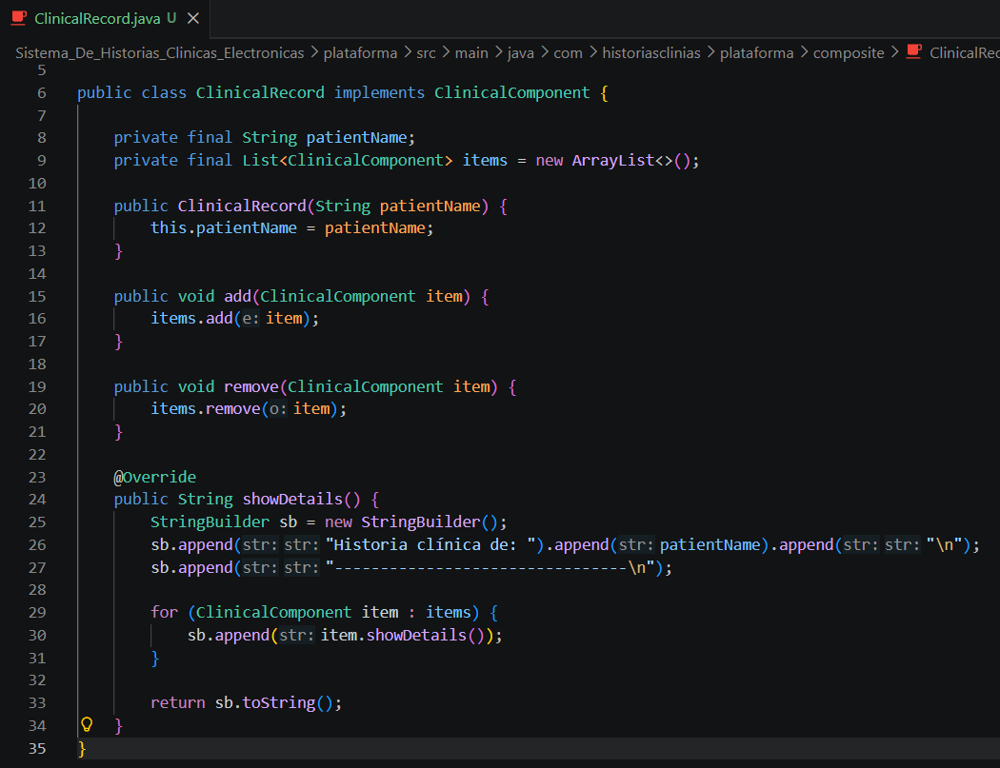 ClinicalRecord.java U ×
Sistema_De_Historias_Clinicas_Electronicas > plataforma > src > main > java > com > historiasclinias > plataforma > composite > ClinicalRec
5
6 public class ClinicalRecord implements ClinicalComponent {
7
8 private final String patientName;
9 private final List<ClinicalComponent> items = new ArrayList<>();
10
11 public ClinicalRecord(String patientName) {
12 this.patientName = patientName;
13 }
14
15 public void add(ClinicalComponent item) {
16 items.add(e: item);
17 }
18
19 public void remove(ClinicalComponent item) {
20 items.remove(o: item);
21 }
22
23 @Override
24 public String showDetails() {
25 StringBuilder sb = new StringBuilder();
26 sb.append(str: str: "Historia clínica de: ").append(str: patientName).append(str: str: "\n");
27 sb.append(str: str: "--------------------------------\n");
28
29 for (ClinicalComponent item : items) {
30 sb.append(str: item.showDetails());
31 }
32
33 return sb.toString();
34 }
35 }